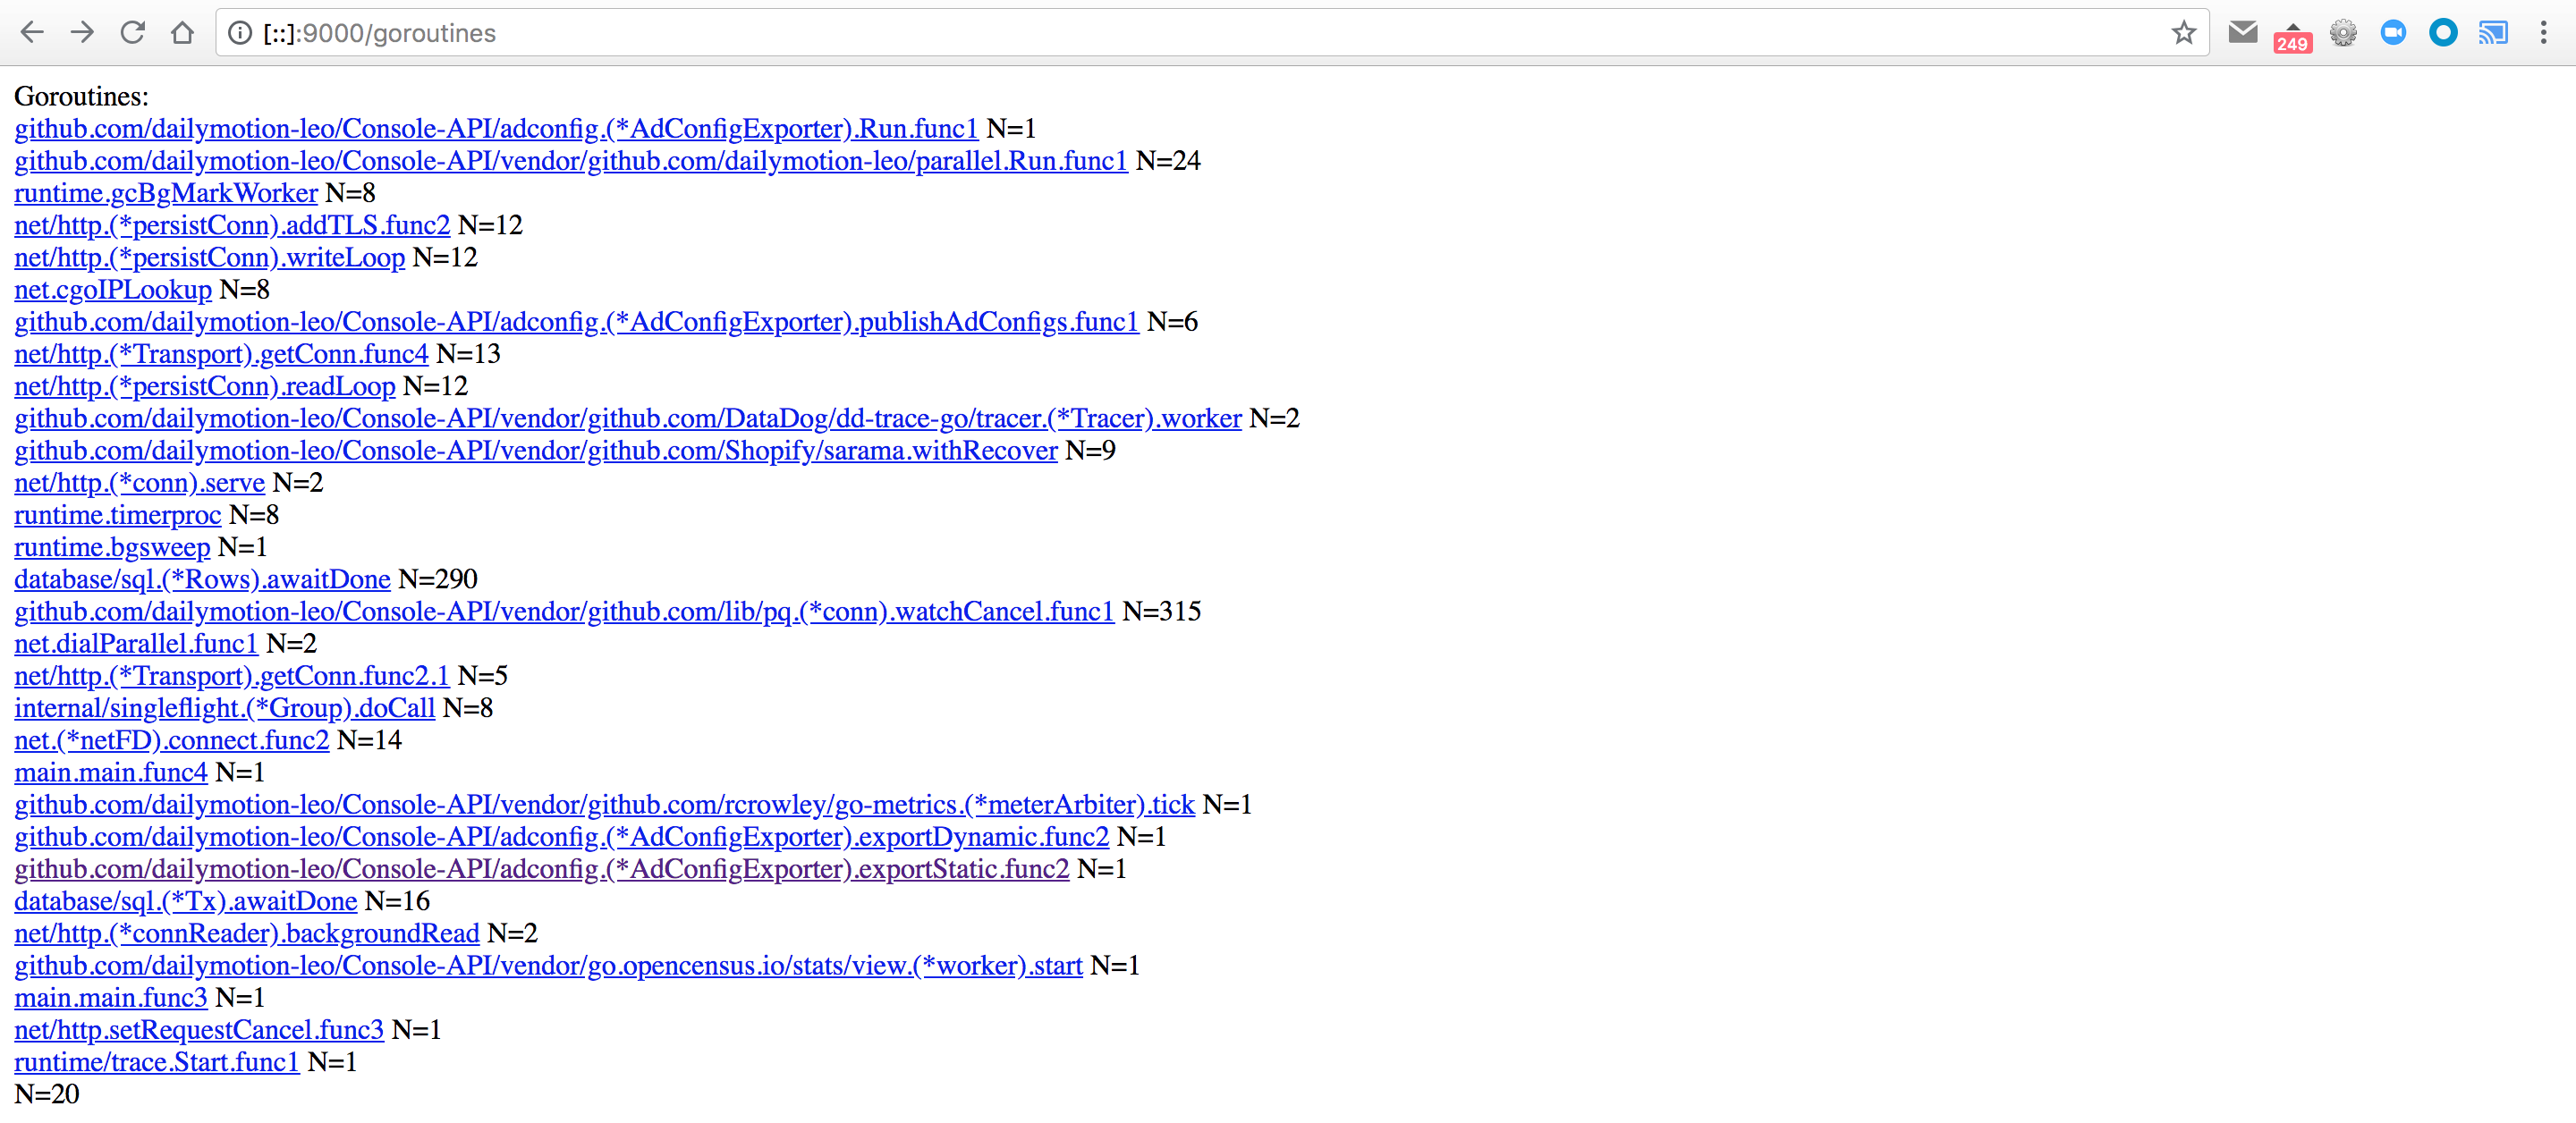 [::]:9000/goroutines
249
Goroutines:
github.com/dailymotion-leo/Console-API/adconfig.(*AdConfigExporter).Run.func1 N=1
github.com/dailymotion-leo/Console-API/vendor/github.com/dailymotion-leo/parallel.Run.func1 N=24
runtime.gcBgMarkWorker N=8
net/http.(*persistConn).addTLS.func2 N=12
net/http.(*persistConn).writeLoop N=12
net.cgoIPLookup N=8
github.com/dailymotion-leo/Console-API/adconfig.(*AdConfigExporter).publishAdConfigs.func1 N=6
net/http.(*Transport).getConn.func4 N=13
net/http.(*persistConn).readLoop N=12
github.com/dailymotion-leo/Console-API/vendor/github.com/DataDog/dd-trace-go/tracer.(*Tracer).worker N=2
github.com/dailymotion-leo/Console-API/vendor/github.com/Shopify/sarama.withRecover N=9
net/http.(*conn).serve N=2
runtime.timerproc N=8
runtime.bgsweep N=1
database/sql.(*Rows).awaitDone N=290
github.com/dailymotion-leo/Console-API/vendor/github.com/lib/pq.(*conn).watchCancel.func1 N=315
net.dialParallel.func1 N=2
net/http.(*Transport).getConn.func2.1 N=5
internal/singleflight.(*Group).doCall N=8
net.(*netFD).connect.func2 N=14
main.main.func4 N=1
github.com/dailymotion-leo/Console-API/vendor/github.com/rcrowley/go-metrics.(*meterArbiter).tick N=1
github.com/dailymotion-leo/Console-API/adconfig.(*AdConfigExporter).exportDynamic.func2 N=1
github.com/dailymotion-leo/Console-API/adconfig.(*AdConfigExporter).exportStatic.func2 N=1
database/sql.(*Tx).awaitDone N=16
net/http.(*connReader).backgroundRead N=2
github.com/dailymotion-leo/Console-API/vendor/go.opencensus.io/stats/view.(*worker).start N=1
main.main.func3 N=1
net/http.setRequestCancel.func3 N=1
runtime/trace.Start.func1 N=1
N=20